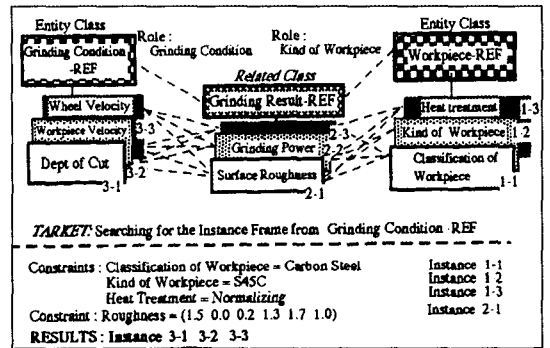 Entity Class
Role :
Grinding Condition
Role :
Kind of Workpiece
Entity Class
Grinding Condition
-REF
Workpiece-REF
Related Class
Grinding Result-REF
Wheel Velocity
Workpiece Velocity
3-3
Dept of Cut
3-2
3-1
2-3
Grinding Power
2-2
Surface Roughness
2-1
Heat treatment
1-3
Kind of Workpiece
1-2
Classification of
Workpiece
1-1
TARKET: Searching for the Instance Frame from Grinding Condition -REF
Constraints : Classification of Workpiece = Carbon Steel Instance 1-1
Kind of Workpiece = S45C Instance 1-2
Heat Treatment = Normalizing Instance 1-3
Constraint : Roughness = (1.5 0.0 0.2 1.3 1.7 1.0) Instance 2-1
RESULTS : Instance 3-1 3-2 3-3